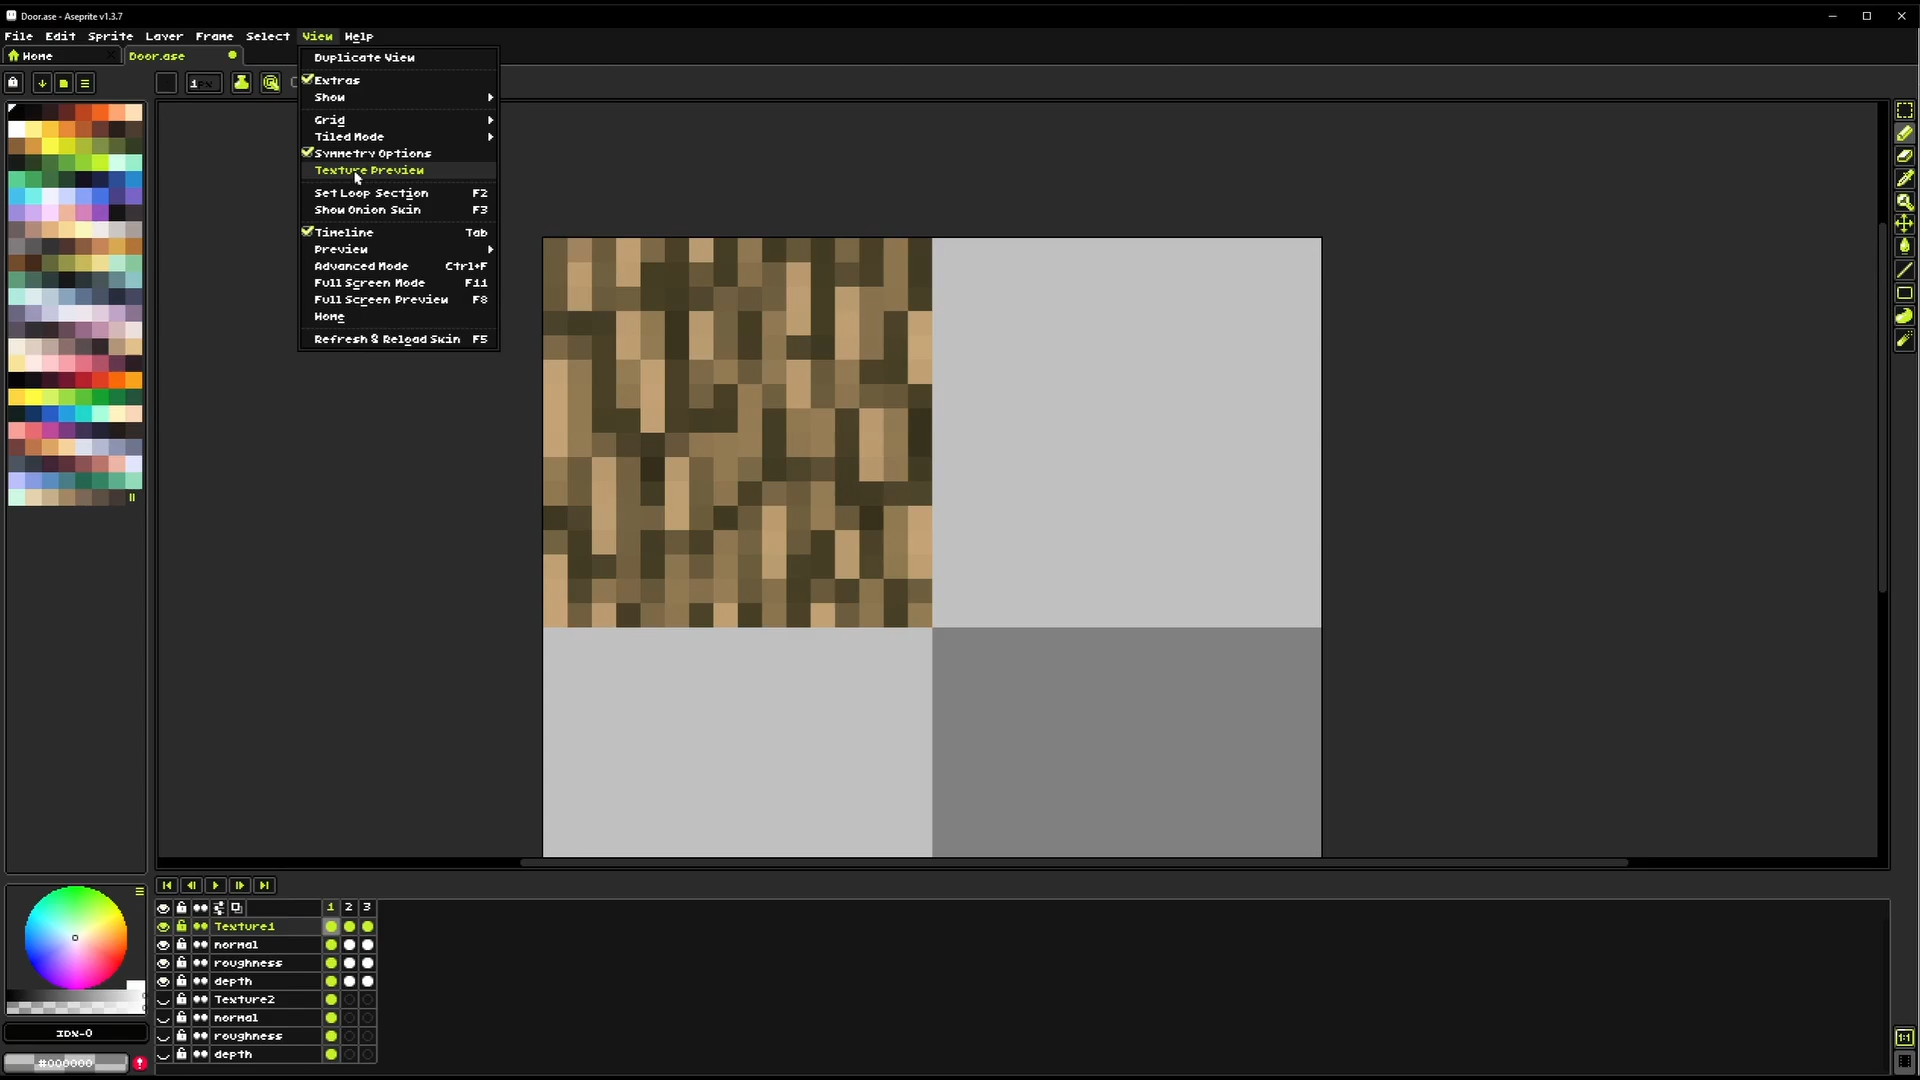 Door.ase - Aseprite v1.3.7
File Edit Sprite Layer Frame Select View Help
Home Door.ase
1px
Duplicate View
Extras
Show
Grid
Tiled Mode
Symmetry Options
Texture Preview
Set Loop Section F2
Show Onion Skin F3
Timeline Tab
Preview
Advanced Mode Ctrl+F
Full Screen Mode F11
Full Screen Preview F8
Home
Refresh & Reload Skin F5
1 2 3
Texture1
normal
roughness
depth
Texture2
normal
roughness
depth
IDX-0
#000000
1:1